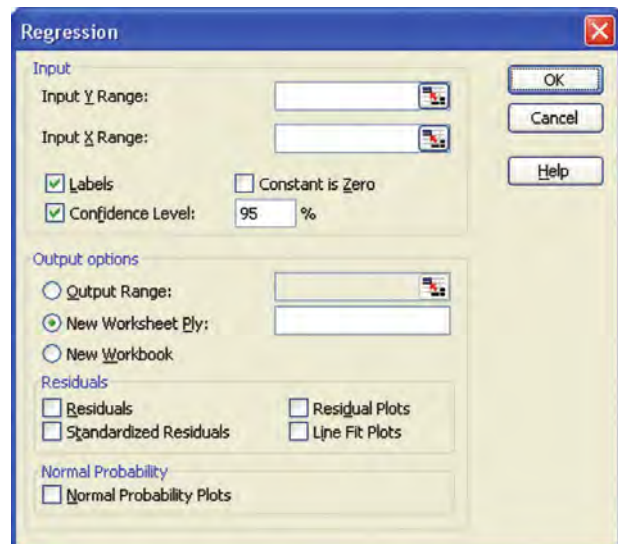 Regression
Input
Input Y Range:
Input X Range:
Labels
Constant is Zero
Confidence Level:
95
%
OK
Cancel
Help
Output options
Output Range:
New Worksheet Ply:
New Workbook
Residuals
Residuals
Residual Plots
Standardized Residuals
Line Fit Plots
Normal Probability
Normal Probability Plots